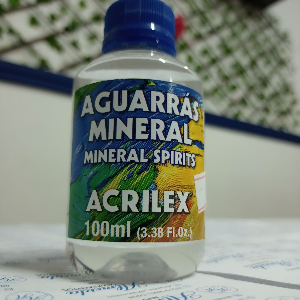 AGUARRÁS
MINERAL
MINERAL SPIRITS
ACRILEX
100ml (3.38 Fl.Oz.)